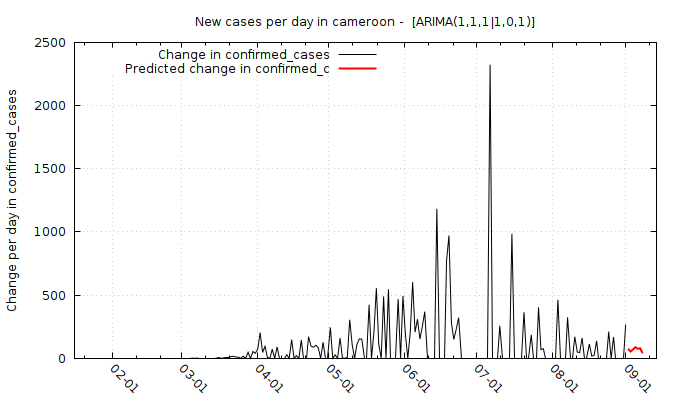 New cases per day in cameroon -  [ARIMA(1,1,1|1,0,1)]
Change in confirmed_cases
Predicted change in confirmed_c
Change per day in confirmed_cases
2500
2000
1500
1000
500
0
02-01 03-01 04-01 05-01 06-01 07-01 08-01 09-01